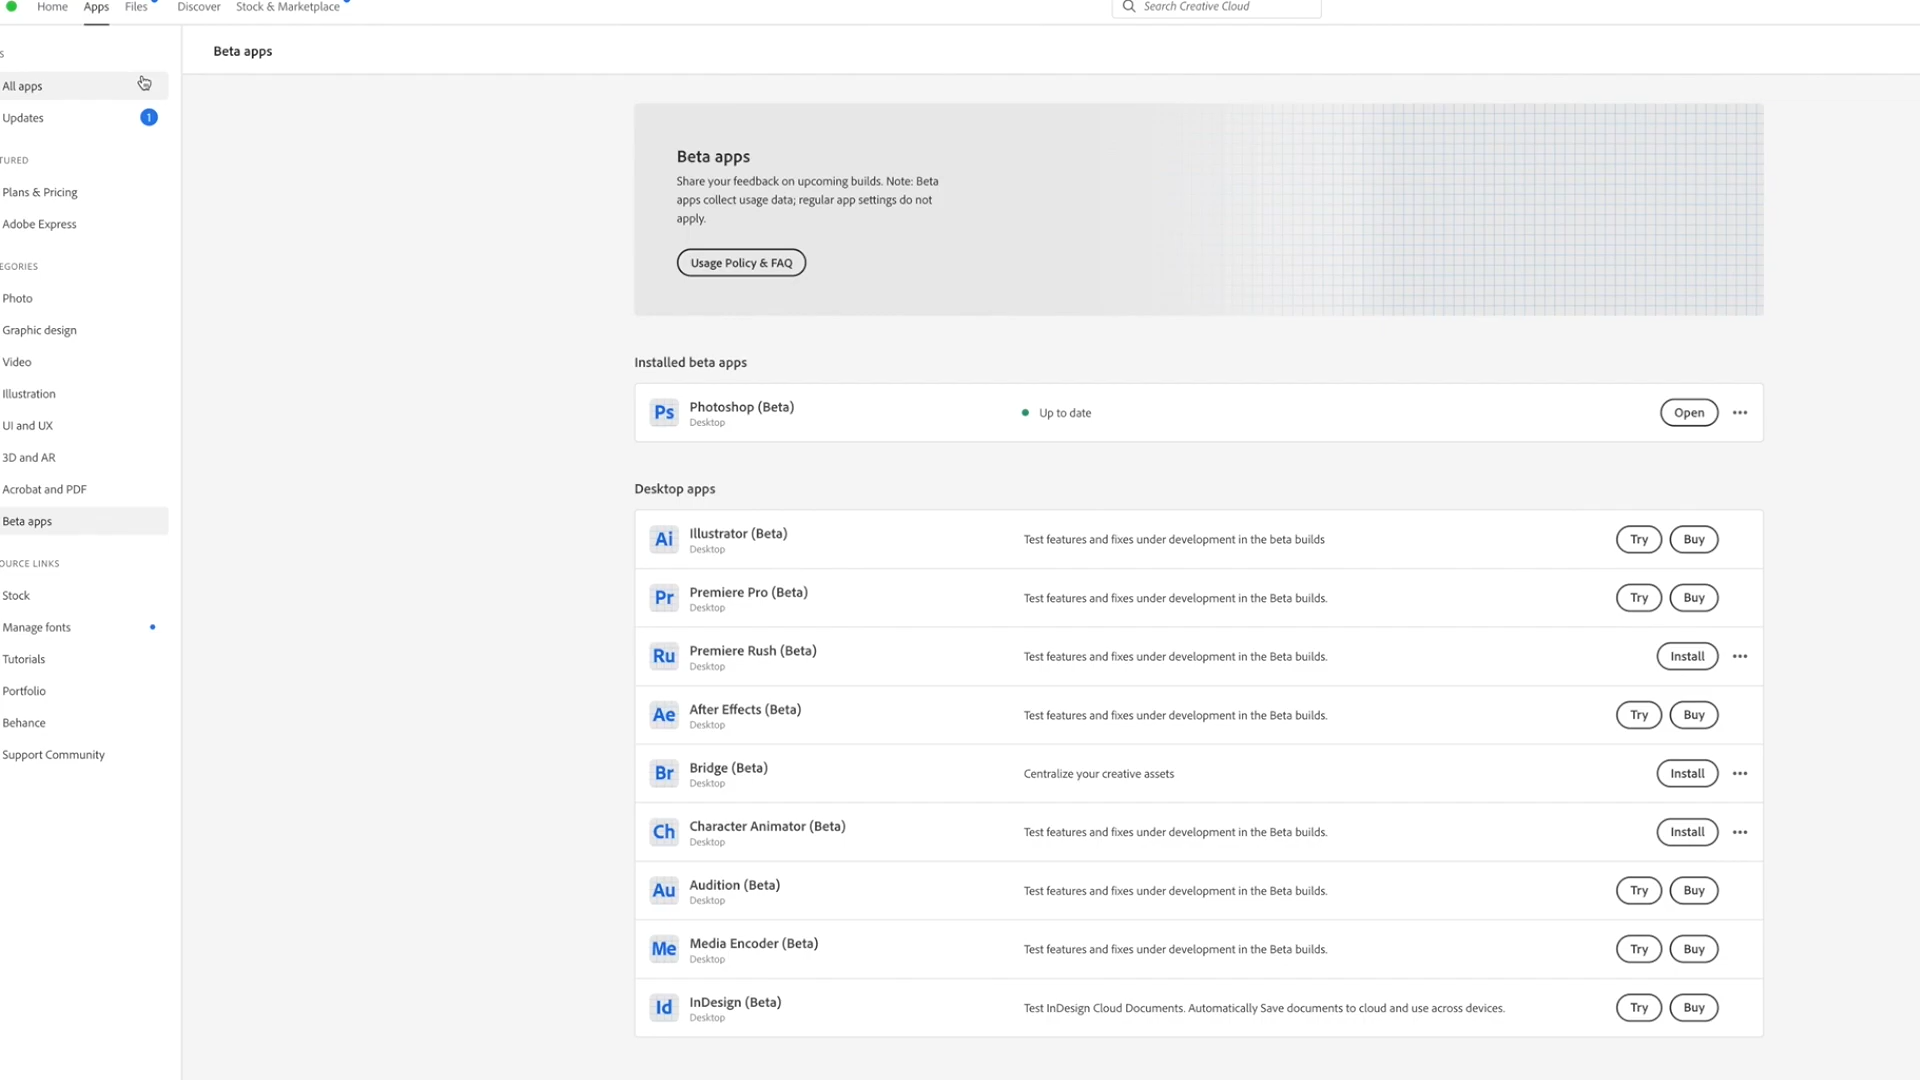 Home Apps Files Discover Stock & Marketplace Search Creative Cloud
Beta apps
S
All apps
Updates 1
TURED
Plans & Pricing
Adobe Express
EGORIES
Photo
Graphic design
Video
Illustration
UI and UX
3D and AR
Acrobat and PDF
Beta apps
OURCE LINKS
Stock
Manage fonts
Tutorials
Portfolio
Behance
Support Community
Beta apps
Share your feedback on upcoming builds. Note: Beta
apps collect usage data; regular app settings do not
apply.
Usage Policy & FAQ
Installed beta apps
Ps Photoshop (Beta) Up to date Open
Desktop
Desktop apps
Ai Illustrator (Beta) Test features and fixes under development in the beta builds Try Buy
Desktop
Pr Premiere Pro (Beta) Test features and fixes under development in the Beta builds. Try Buy
Desktop
Ru Premiere Rush (Beta) Test features and fixes under development in the Beta builds. Install
Desktop
Ae After Effects (Beta) Test features and fixes under development in the Beta builds. Try Buy
Desktop
Br Bridge (Beta) Centralize your creative assets Install
Desktop
Ch Character Animator (Beta) Test features and fixes under development in the Beta builds. Install
Desktop
Au Audition (Beta) Test features and fixes under development in the Beta builds. Try Buy
Desktop
Me Media Encoder (Beta) Test features and fixes under development in the Beta builds. Try Buy
Desktop
Id InDesign (Beta) Test InDesign Cloud Documents. Automatically Save documents to cloud and use across devices. Try Buy
Desktop